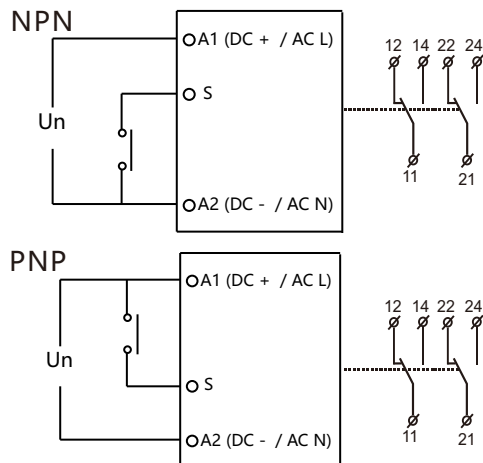 NPN
A1 (DC + / AC L)
12 14 22 24
S
Un
11 21
A2 (DC - / AC N)
PNP
A1 (DC + / AC L)
12 14 22 24
Un
S
11 21
A2 (DC - / AC N)